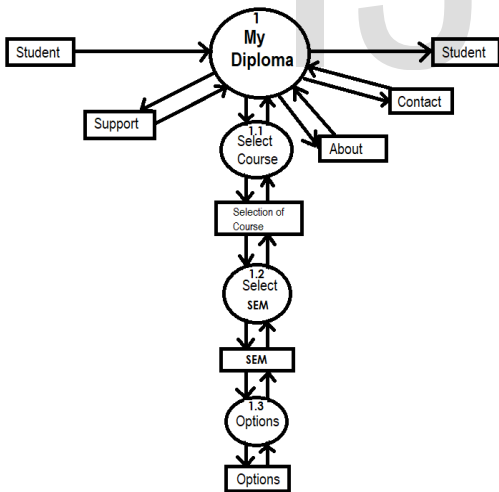 1
My
Diploma
Student
Student
Support
Contact
About
1.1
Select
Course
Selection of
Course
1.2
Select
SEM
SEM
1.3
Options
Options